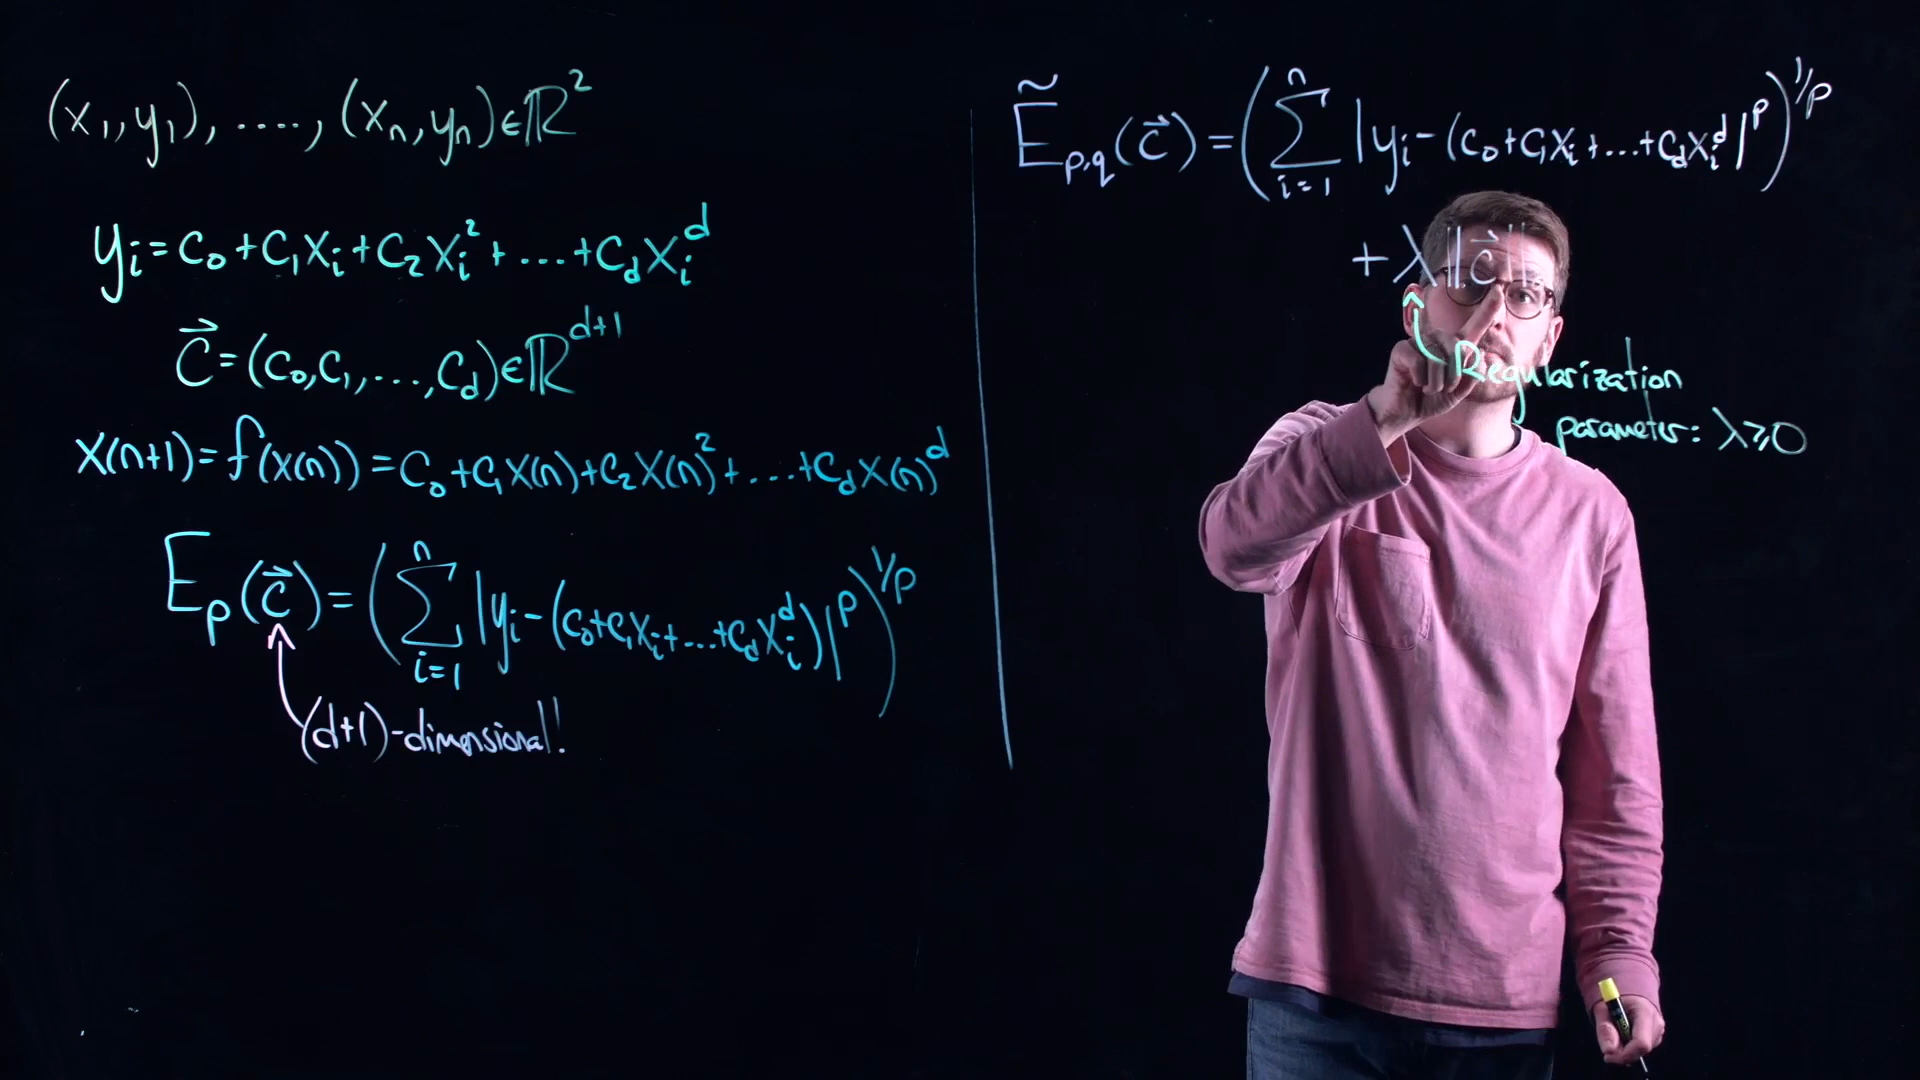 (x₁,y₁), ...., (xₙ,yₙ)∈ℝ²
yᵢ=c₀+c₁xᵢ+c₂xᵢ²+...+c_d xᵢ^d
c⃗=(c₀,c₁,...,c_d)∈ℝ^{d+1}
x(n+1)=f(x(n))=c₀+c₁x(n)+c₂x(n)²+...+c_d x(n)^d
E_p(c⃗)=(∑_{i=1}^{n} |yᵢ-(c₀+c₁xᵢ+...+c_d xᵢ^d)|^p)^{1/p}
(d+1)-dimensional!
Ẽ_{p,q}(c⃗)=(∑_{i=1}^{n} |yᵢ-(c₀+c₁xᵢ+...+c_d xᵢ^d|^p)^{1/p}
+λ‖c⃗‖
Regularization
parameter: λ≥0